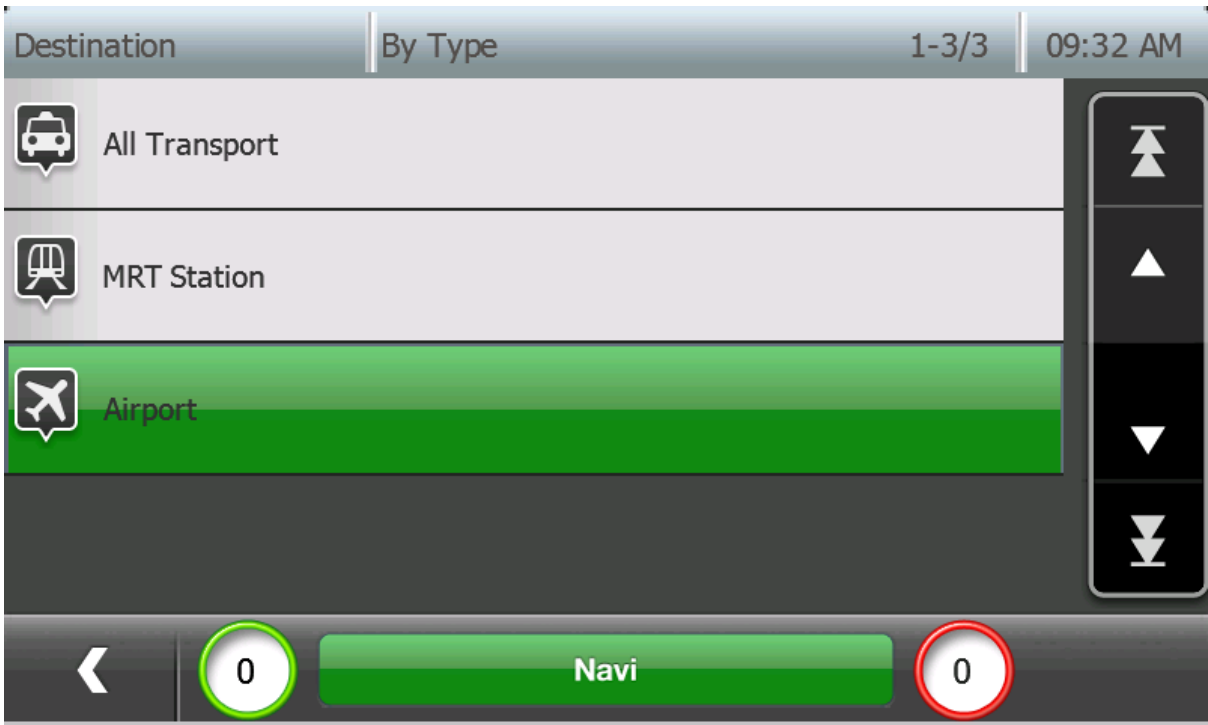 Destination By Type 1-3/3 09:32 AM
All Transport
MRT Station
Airport
0 Navi 0